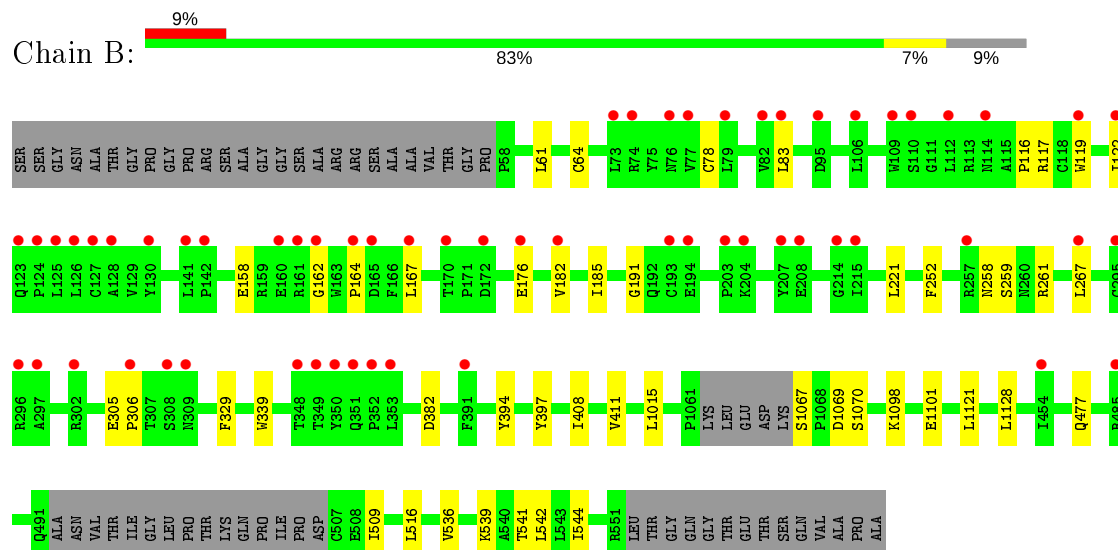 Chain B:
9%
83%
7%
9%
SER SER GLY ASN ALA THR GLY PRO GLY PRO ARG SER ALA GLY GLY SER ALA ARG ARG SER ALA ALA VAL THR GLY PRO P58 L61 C64 L73 R74 Y75 N76 V77 C78 L79 V82 L83 D95 L106 W109 S110 G111 L112 R113 N114 A115 P116 R117 C118 W119 I122
Q123 P124 L125 L126 C127 A128 V129 Y130 L141 P142 E158 R159 E160 R161 G162 W163 P164 D165 F166 L167 T170 P171 D172 E176 V182 I185 G191 Q192 C193 E194 P203 K204 Y207 E208 G214 I215 L221 F252 R257 N258 S259 N260 R261 L267 C295
R296 A297 R302 E305 P306 T307 S308 N309 F329 W339 T348 T349 Y350 Q351 P352 L353 D382 F391 Y394 Y397 I408 V411 L1015 P1061 LYS LEU GLU ASP LYS S1067 P1068 D1069 S1070 K1098 E1101 L1121 L1128 I454 Q477 R485
Q491 ALA ASN VAL THR ILE GLY LEU PRO THR LYS GLN PRO ILE PRO ASP C507 E508 I509 L516 V536 K539 A540 T541 L542 L543 I544 R551 LEU THR GLY GLN GLY THR GLU THR SER GLN VAL ALA PRO ALA